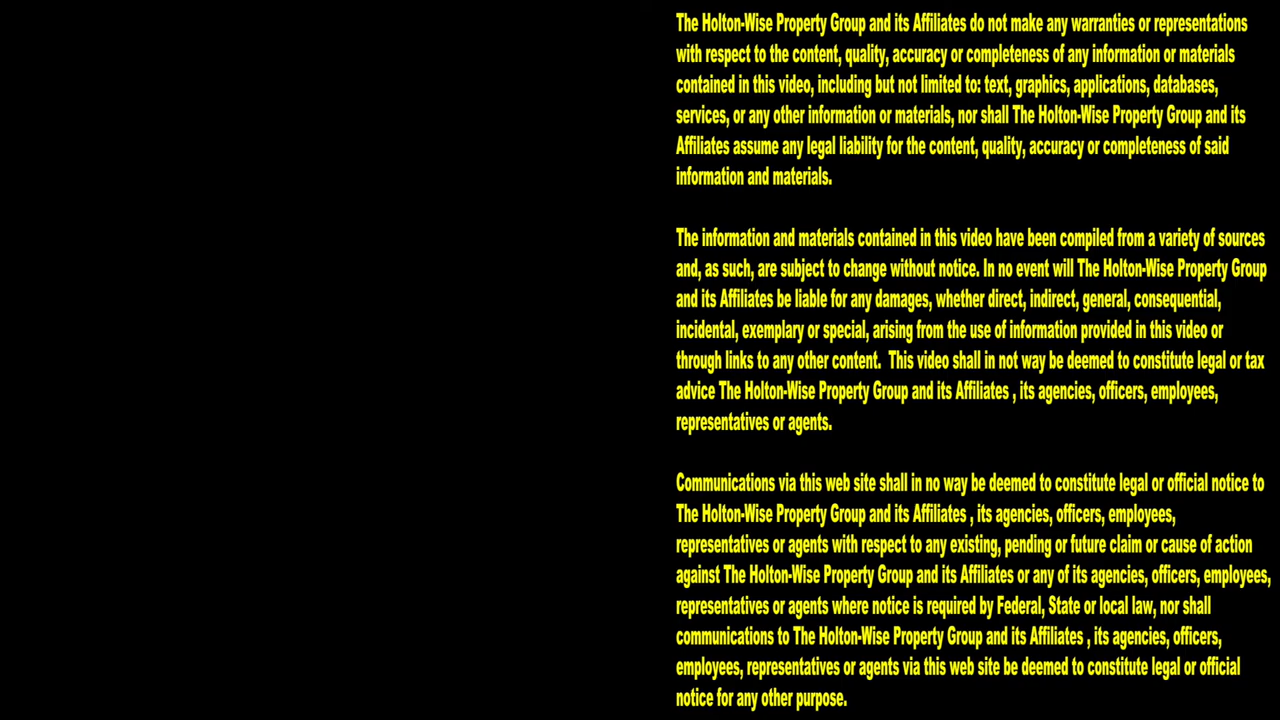 The Holton-Wise Property Group and its Affiliates do not make any warranties or representations
with respect to the content, quality, accuracy or completeness of any information or materials
contained in this video, including but not limited to: text, graphics, applications, databases,
services, or any other information or materials, nor shall The Holton-Wise Property Group and its
Affiliates assume any legal liability for the content, quality, accuracy or completeness of said
information and materials.
The information and materials contained in this video have been compiled from a variety of sources
and, as such, are subject to change without notice. In no event will The Holton-Wise Property Group
and its Affiliates be liable for any damages, whether direct, indirect, general, consequential,
incidental, exemplary or special, arising from the use of information provided in this video or
through links to any other content.  This video shall in not way be deemed to constitute legal or tax
advice The Holton-Wise Property Group and its Affiliates , its agencies, officers, employees,
representatives or agents.
Communications via this web site shall in no way be deemed to constitute legal or official notice to
The Holton-Wise Property Group and its Affiliates , its agencies, officers, employees,
representatives or agents with respect to any existing, pending or future claim or cause of action
against The Holton-Wise Property Group and its Affiliates or any of its agencies, officers, employees,
representatives or agents where notice is required by Federal, State or local law, nor shall
communications to The Holton-Wise Property Group and its Affiliates , its agencies, officers,
employees, representatives or agents via this web site be deemed to constitute legal or official
notice for any other purpose.